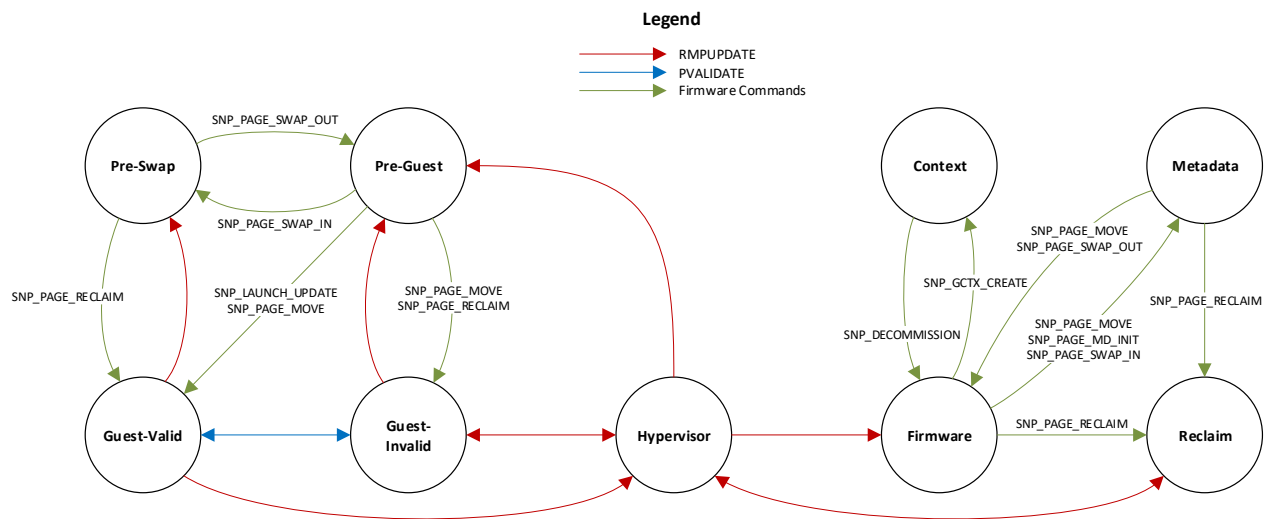 Legend
RMPUPDATE
PVALIDATE
Firmware Commands
SNP_PAGE_SWAP_OUT
Pre-Swap
Pre-Guest
Context
Metadata
SNP_PAGE_SWAP_IN
SNP_PAGE_MOVE
SNP_PAGE_SWAP_OUT
SNP_PAGE_RECLAIM
SNP_LAUNCH_UPDATE
SNP_PAGE_MOVE
SNP_PAGE_MOVE
SNP_PAGE_RECLAIM
SNP_GCTX_CREATE
SNP_PAGE_RECLAIM
SNP_DECOMMISSION
SNP_PAGE_MOVE
SNP_PAGE_MD_INIT
SNP_PAGE_SWAP_IN
Guest-Valid
Guest-
Invalid
Hypervisor
Firmware
SNP_PAGE_RECLAIM
Reclaim